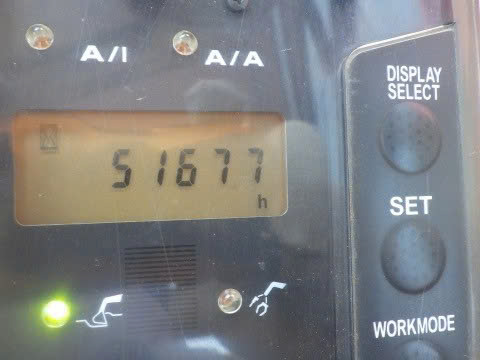 A/I A/A
DISPLAY
SELECT
51677
h
SET
WORKMODE